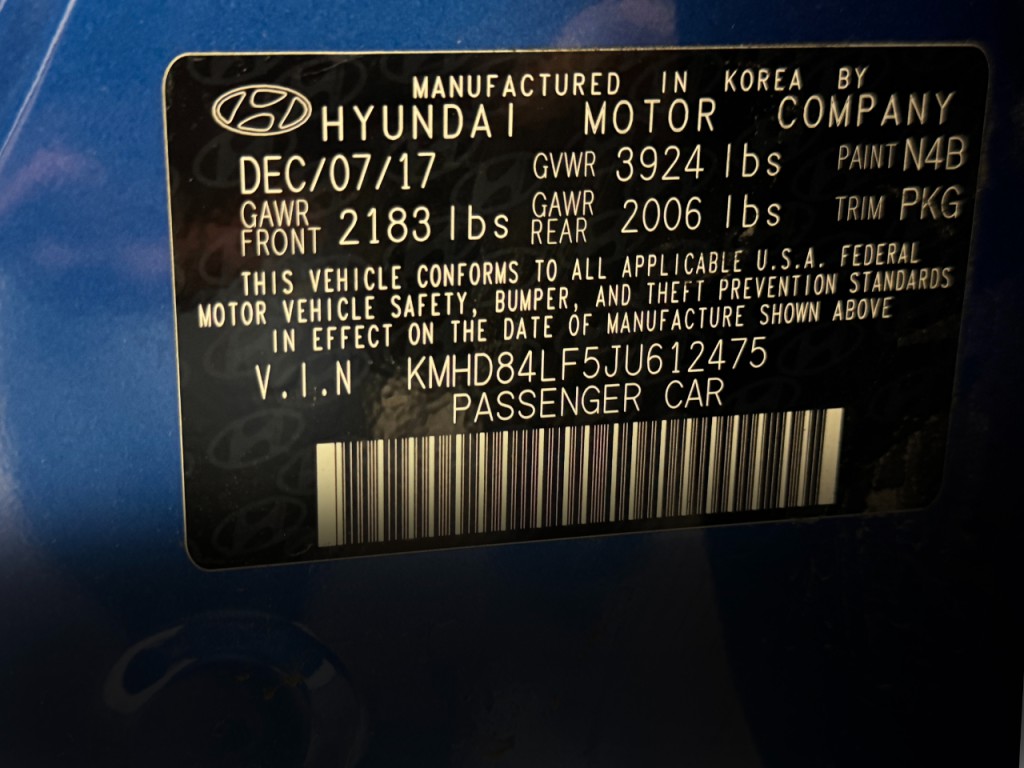 MANUFACTURED IN KOREA BY
HYUNDAI MOTOR COMPANY
DEC/07/17 GVWR 3924 lbs PAINT N4B
GAWR FRONT 2183 lbs GAWR REAR 2006 lbs TRIM PKG
THIS VEHICLE CONFORMS TO ALL APPLICABLE U.S.A. FEDERAL
MOTOR VEHICLE SAFETY, BUMPER, AND THEFT PREVENTION STANDARDS
IN EFFECT ON THE DATE OF MANUFACTURE SHOWN ABOVE
V.I.N KMHD84LF5JU612475
PASSENGER CAR